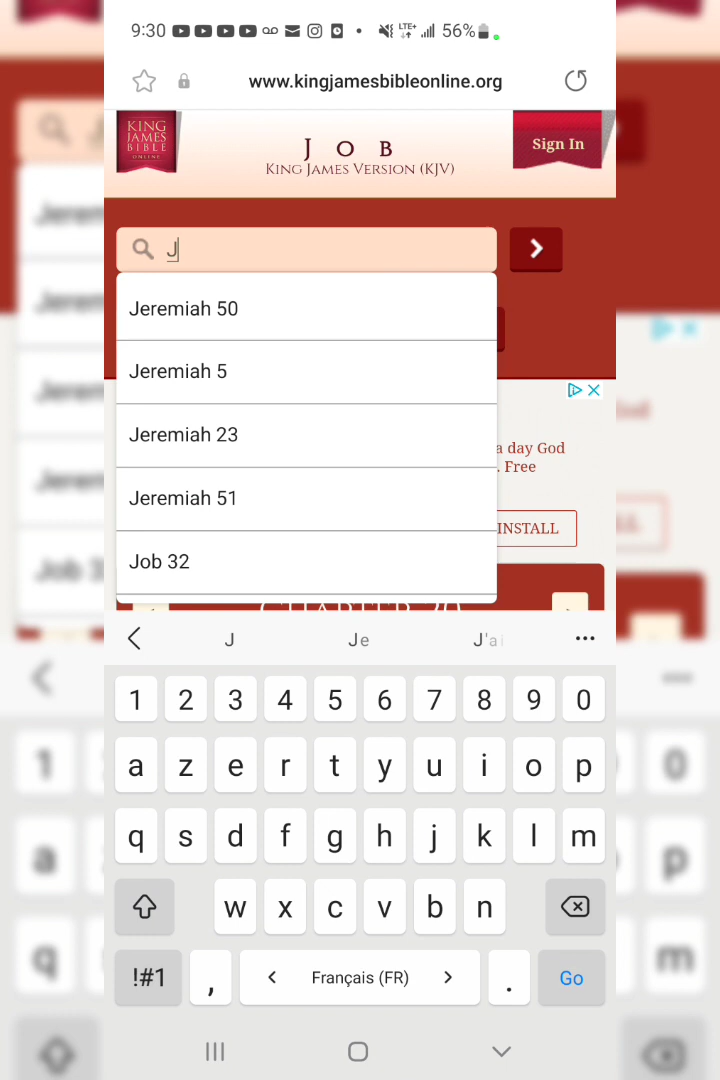 9:30 LTE+ 56%
www.kingjamesbibleonline.org
KING
JAMES
BIBLE
ONLINE
Job
King James Version (KJV)
Sign In
J
Jeremiah 50
Jeremiah 5
Jeremiah 23
Jeremiah 51
Job 32
a day God
. Free
INSTALL
J Je J'ai
1 2 3 4 5 6 7 8 9 0
a z e r t y u i o p
q s d f g h j k l m
w x c v b n
!#1 , < Français (FR) > . Go